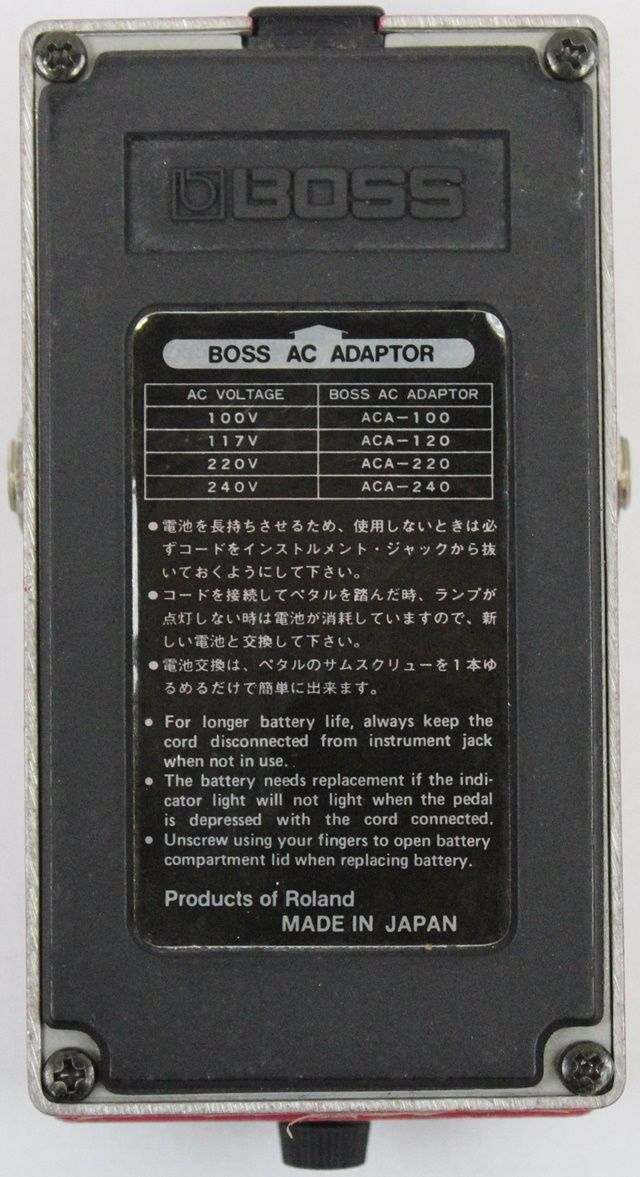 BOSS
BOSS AC ADAPTOR
AC VOLTAGE BOSS AC ADAPTOR
100V ACA-100
117V ACA-120
220V ACA-220
240V ACA-240
●電池を長持ちさせるため、使用しないときは必
ずコードをインストルメント・ジャックから抜
いておくようにして下さい。
●コードを接続してペタルを踏んだ時、ランプが
点灯しない時は電池が消耗していますので、新
しい電池と交換して下さい。
●電池交換は、ペタルのサムスクリューを1本ゆ
るめるだけで簡単に出来ます。
● For longer battery life, always keep the
cord disconnected from instrument jack
when not in use.
● The battery needs replacement if the indi-
cator light will not light when the pedal
is depressed with the cord connected.
● Unscrew using your fingers to open battery
compartment lid when replacing battery.
Products of Roland
MADE IN JAPAN